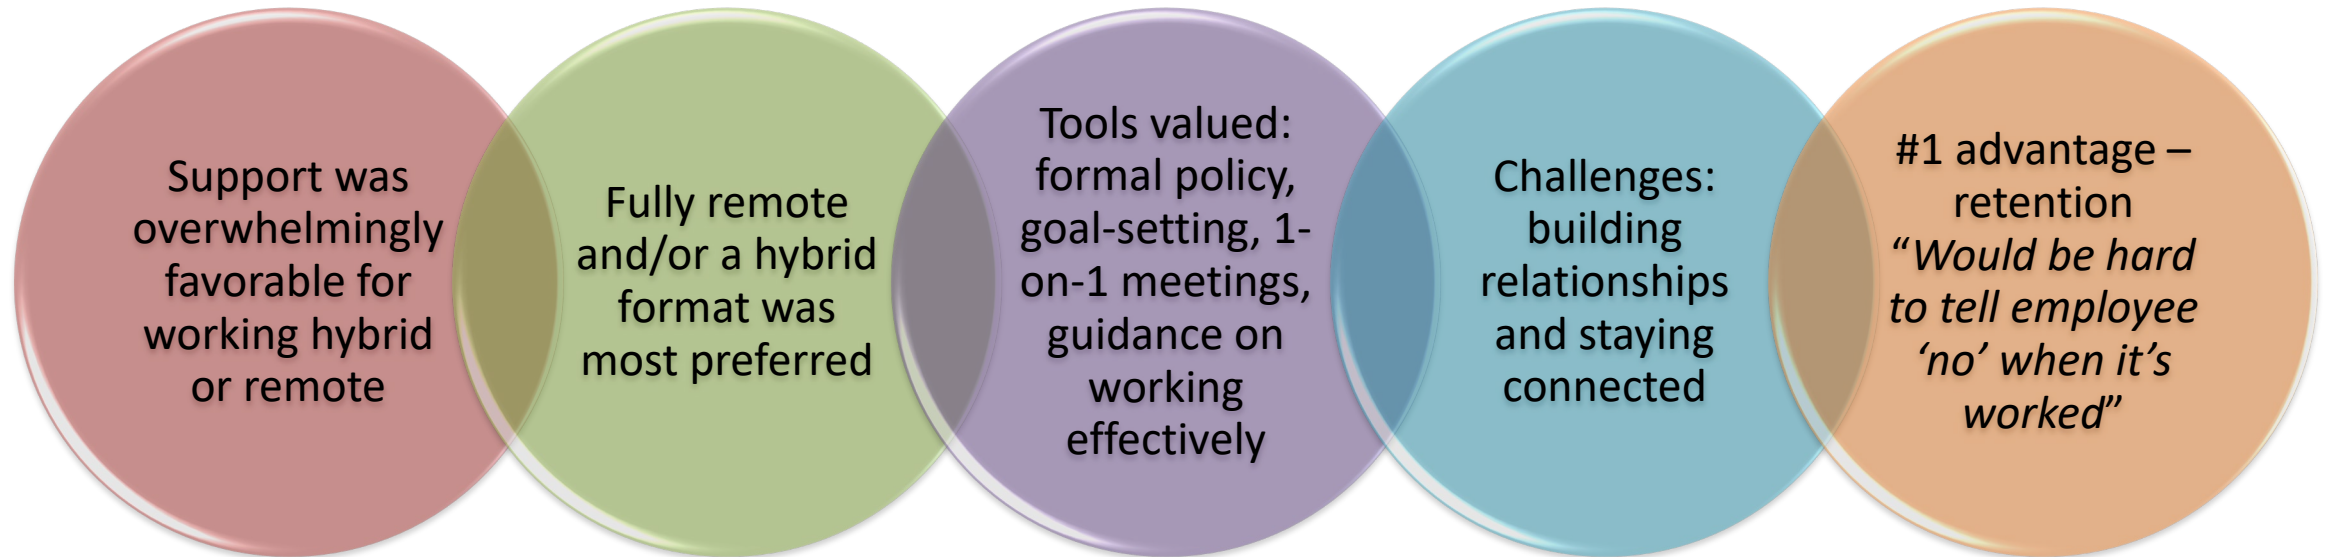 Support was
overwhelmingly
favorable for
working hybrid
or remote
Fully remote
and/or a hybrid
format was
most preferred
Tools valued:
formal policy,
goal-setting, 1-
on-1 meetings,
guidance on
working
effectively
Challenges:
building
relationships
and staying
connected
#1 advantage –
retention
“Would be hard
to tell employee
‘no’ when it’s
worked”